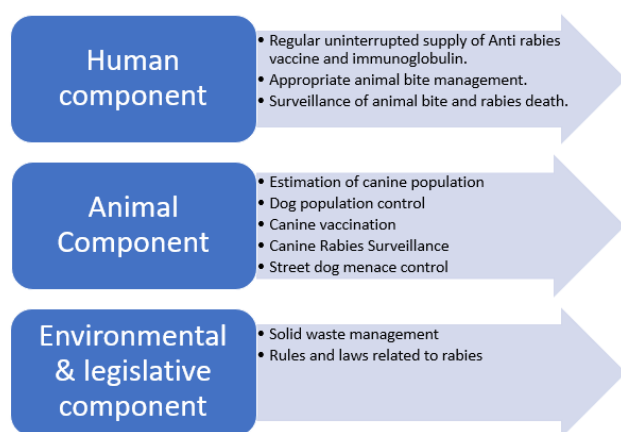 Human
component
• Regular uninterrupted supply of Anti rabies
vaccine and immunoglobulin.
• Appropriate animal bite management.
• Surveillance of animal bite and rabies death.
Animal
Component
• Estimation of canine population
• Dog population control
• Canine vaccination
• Canine Rabies Surveillance
• Street dog menace control
Environmental
& legislative
component
• Solid waste management
• Rules and laws related to rabies